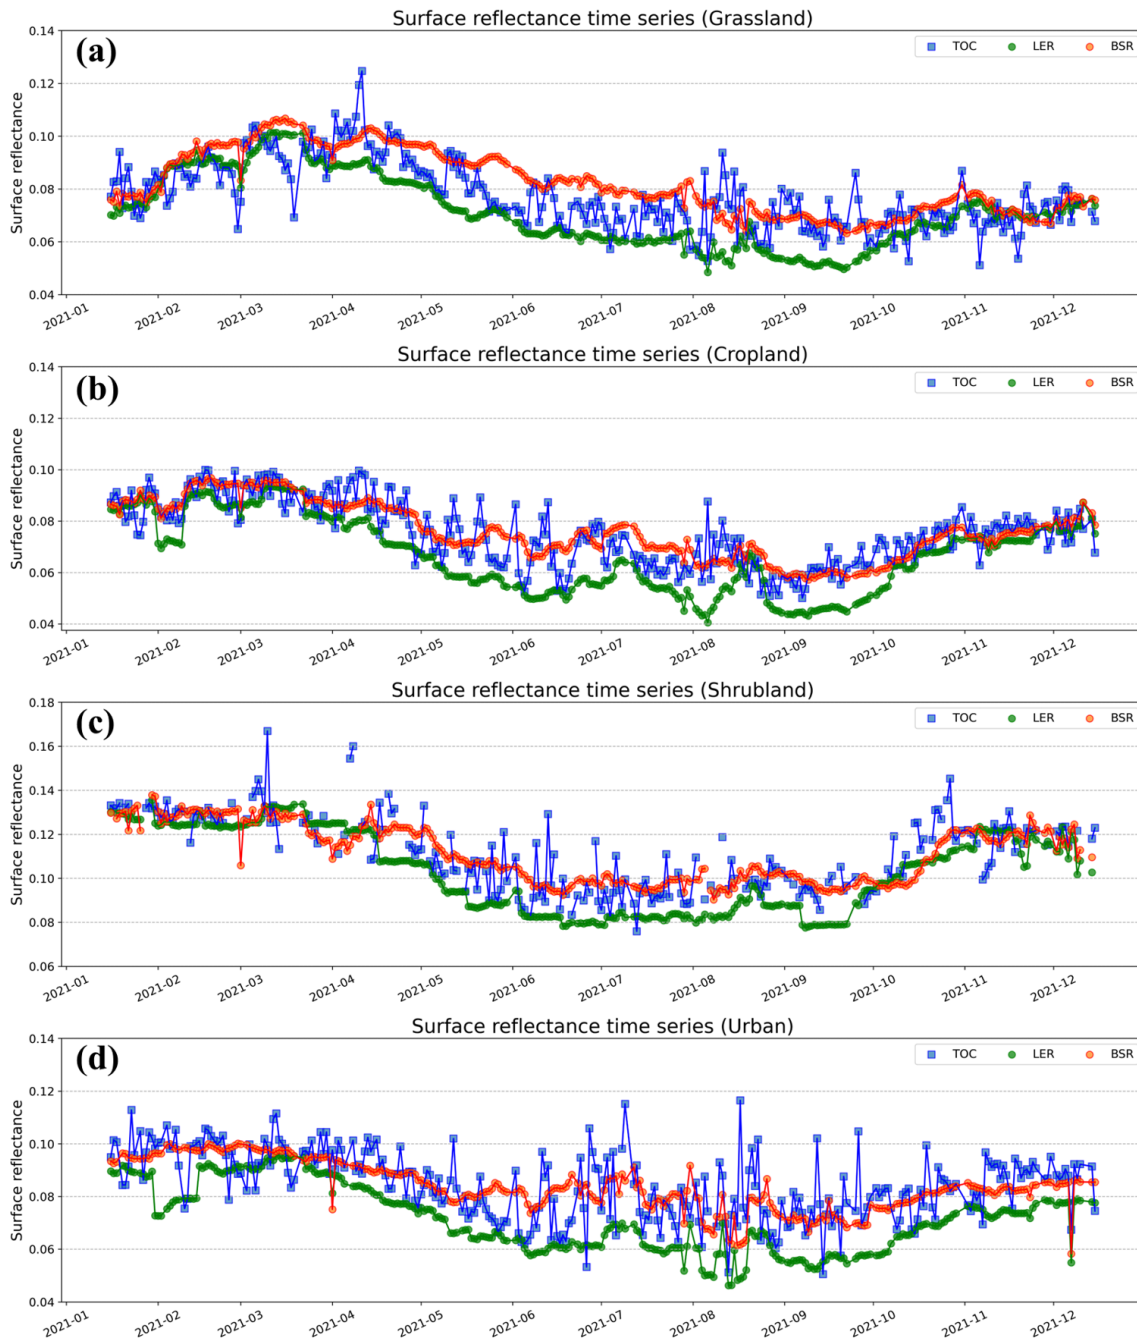 Surface reflectance time series (Grassland)
(a)
TOC LER BSR
Surface reflectance
0.14
0.12
0.10
0.08
0.06
0.04
2021-01 2021-02 2021-03 2021-04 2021-05 2021-06 2021-07 2021-08 2021-09 2021-10 2021-11 2021-12
Surface reflectance time series (Cropland)
(b)
TOC LER BSR
Surface reflectance
0.14
0.12
0.10
0.08
0.06
0.04
2021-01 2021-02 2021-03 2021-04 2021-05 2021-06 2021-07 2021-08 2021-09 2021-10 2021-11 2021-12
Surface reflectance time series (Shrubland)
(c)
TOC LER BSR
Surface reflectance
0.18
0.16
0.14
0.12
0.10
0.08
0.06
2021-01 2021-02 2021-03 2021-04 2021-05 2021-06 2021-07 2021-08 2021-09 2021-10 2021-11 2021-12
Surface reflectance time series (Urban)
(d)
TOC LER BSR
Surface reflectance
0.14
0.12
0.10
0.08
0.06
0.04
2021-01 2021-02 2021-03 2021-04 2021-05 2021-06 2021-07 2021-08 2021-09 2021-10 2021-11 2021-12